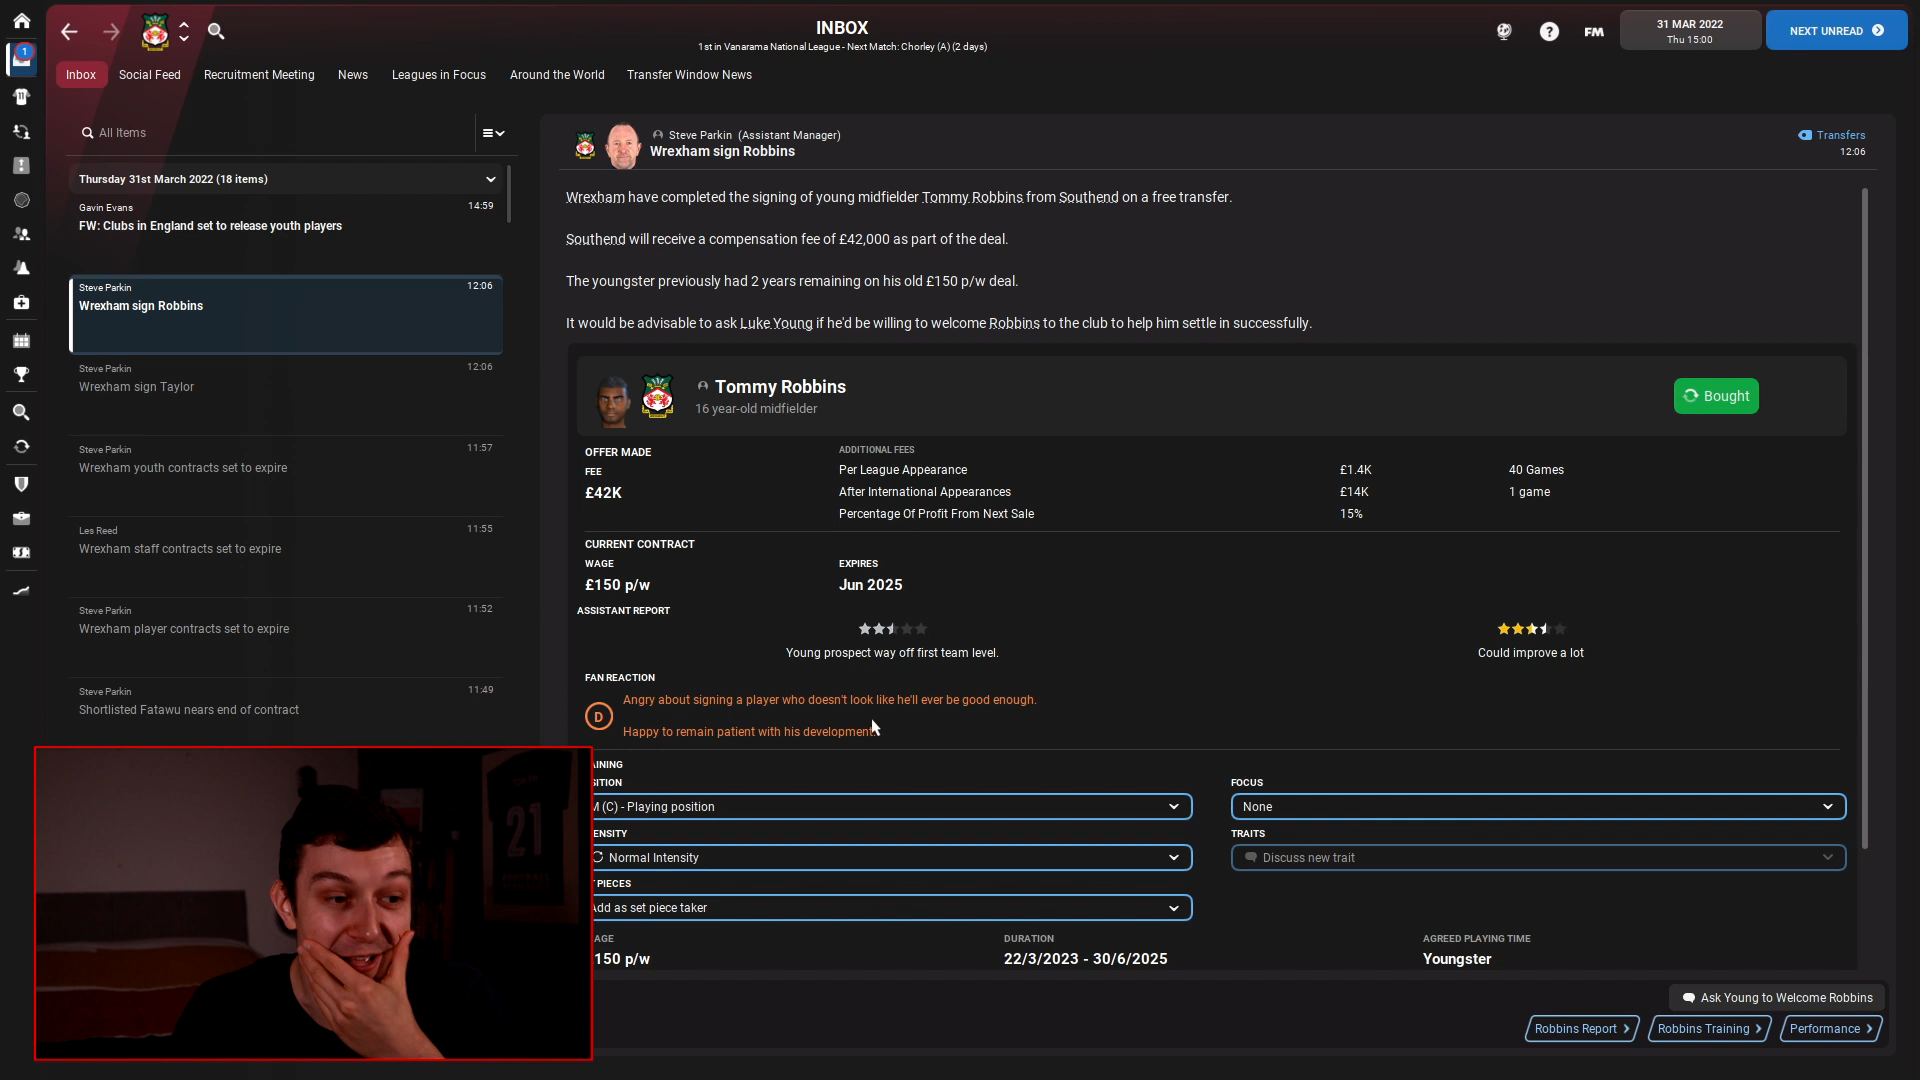 INBOX
1st in Vanarama National League - Next Match: Chorley (A) (2 days)
FM
31 MAR 2022
Thu 15:00
NEXT UNREAD
1
Inbox
Social Feed
Recruitment Meeting
News
Leagues in Focus
Around the World
Transfer Window News
All Items
Thursday 31st March 2022 (18 items)
Gavin Evans
14:59
FW: Clubs in England set to release youth players
Steve Parkin
12:06
Wrexham sign Robbins
Steve Parkin
12:06
Wrexham sign Taylor
Steve Parkin
11:57
Wrexham youth contracts set to expire
Les Reed
11:55
Wrexham staff contracts set to expire
Steve Parkin
11:52
Wrexham player contracts set to expire
Steve Parkin
11:49
Shortlisted Fatawu nears end of contract
Steve Parkin (Assistant Manager)
Wrexham sign Robbins
Transfers
12:06
Wrexham have completed the signing of young midfielder Tommy Robbins from Southend on a free transfer.
Southend will receive a compensation fee of £42,000 as part of the deal.
The youngster previously had 2 years remaining on his old £150 p/w deal.
It would be advisable to ask Luke Young if he'd be willing to welcome Robbins to the club to help him settle in successfully.
Tommy Robbins
16 year-old midfielder
Bought
OFFER MADE
FEE
£42K
ADDITIONAL FEES
Per League Appearance £1.4K 40 Games
After International Appearances £14K 1 game
Percentage Of Profit From Next Sale 15%
CURRENT CONTRACT
WAGE
£150 p/w
EXPIRES
Jun 2025
ASSISTANT REPORT
Young prospect way off first team level.
Could improve a lot
FAN REACTION
D
Angry about signing a player who doesn't look like he'll ever be good enough.
Happy to remain patient with his development.
AINING
SITION
M (C) - Playing position
FOCUS
None
ENSITY
Normal Intensity
TRAITS
Discuss new trait
PIECES
Add as set piece taker
AGE
150 p/w
DURATION
22/3/2023 - 30/6/2025
AGREED PLAYING TIME
Youngster
Ask Young to Welcome Robbins
Robbins Report
Robbins Training
Performance
21